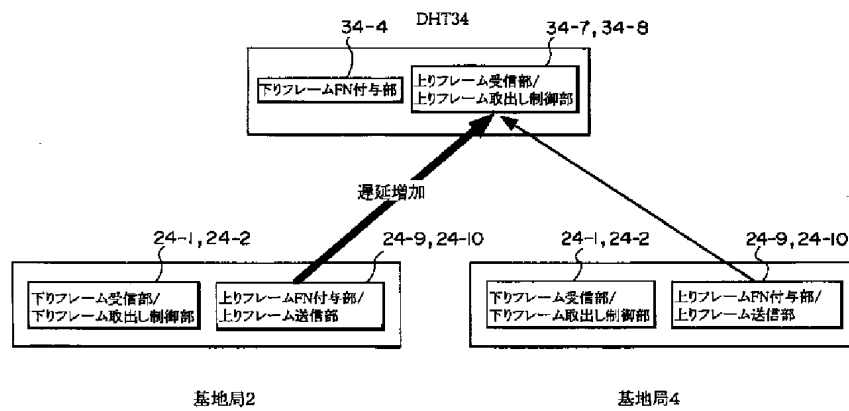 DHT34
34-4
34-7, 34-8
下りフレームFN付与部
上りフレーム受信部/
上りフレーム取出し制御部
遅延増加
24-1, 24-2
24-9, 24-10
24-1, 24-2
24-9, 24-10
下りフレーム受信部/
下りフレーム取出し制御部
上りフレームFN付与部/
上りフレーム送信部
下りフレーム受信部/
下りフレーム取出し制御部
上りフレームFN付与部/
上りフレーム送信部
基地局2
基地局4